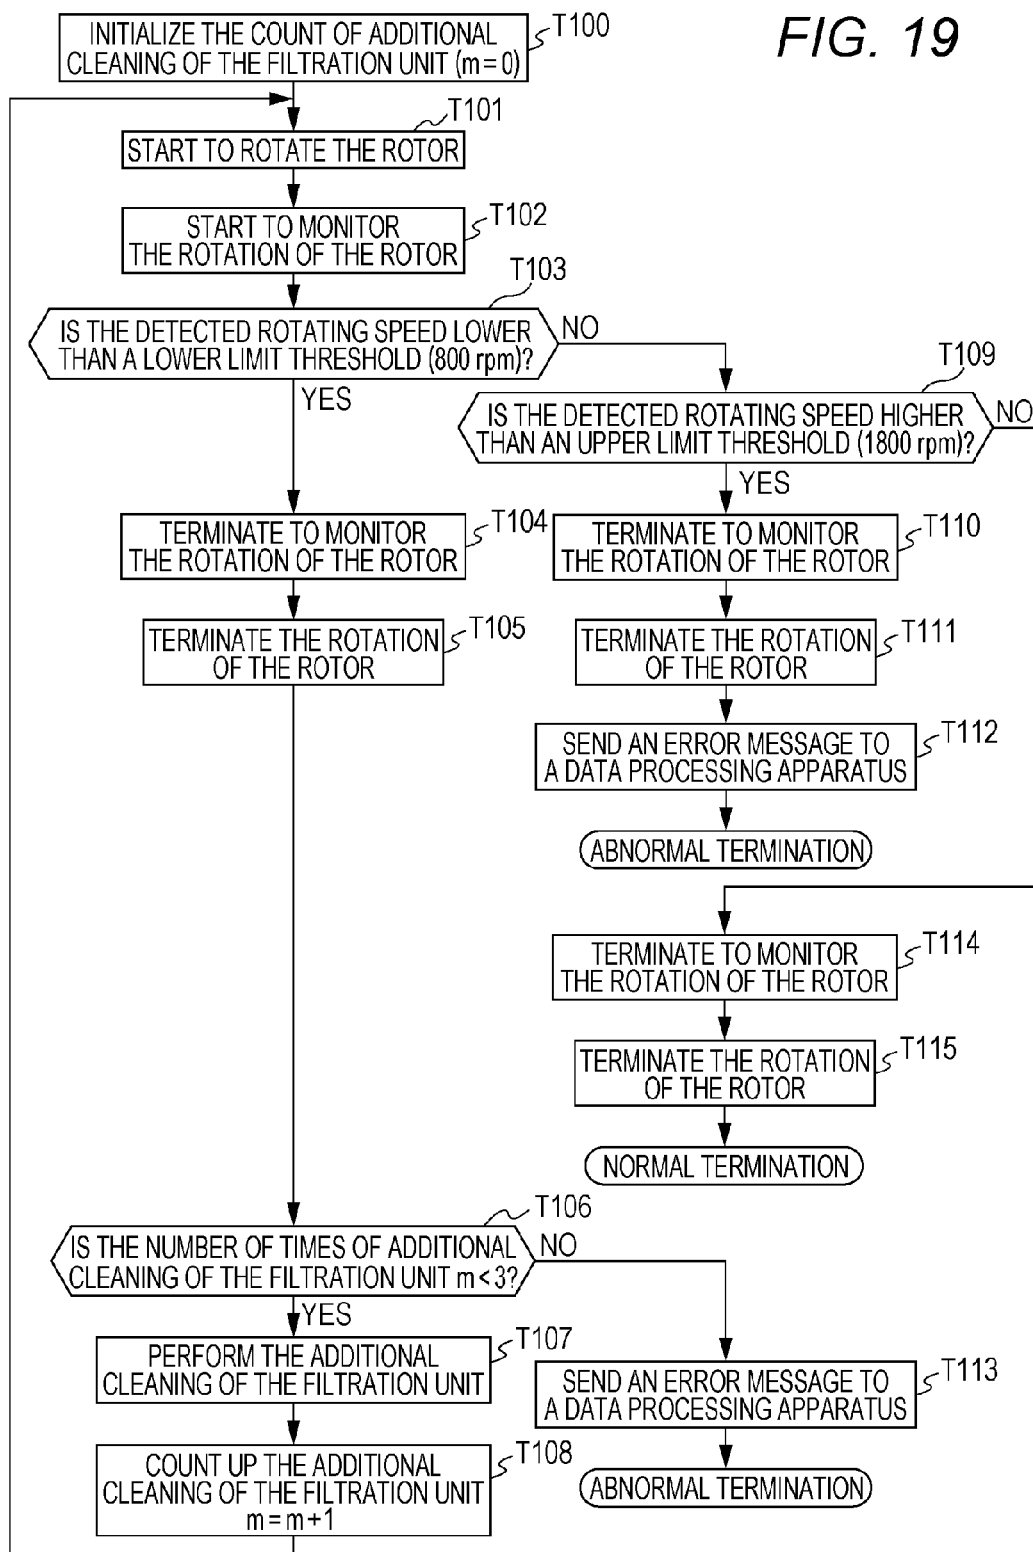 FIG. 19
T100
INITIALIZE THE COUNT OF ADDITIONAL
CLEANING OF THE FILTRATION UNIT (m=0)
T101
START TO ROTATE THE ROTOR
T102
START TO MONITOR
THE ROTATION OF THE ROTOR
T103
IS THE DETECTED ROTATING SPEED LOWER
THAN A LOWER LIMIT THRESHOLD (800 rpm)?
NO
YES
T109
IS THE DETECTED ROTATING SPEED HIGHER
THAN AN UPPER LIMIT THRESHOLD (1800 rpm)?
NO
YES
T104
TERMINATE TO MONITOR
THE ROTATION OF THE ROTOR
T110
TERMINATE TO MONITOR
THE ROTATION OF THE ROTOR
T105
TERMINATE THE ROTATION
OF THE ROTOR
T111
TERMINATE THE ROTATION
OF THE ROTOR
T112
SEND AN ERROR MESSAGE TO
A DATA PROCESSING APPARATUS
ABNORMAL TERMINATION
T114
TERMINATE TO MONITOR
THE ROTATION OF THE ROTOR
T115
TERMINATE THE ROTATION
OF THE ROTOR
NORMAL TERMINATION
T106
IS THE NUMBER OF TIMES OF ADDITIONAL
CLEANING OF THE FILTRATION UNIT m<3?
NO
YES
T107
PERFORM THE ADDITIONAL
CLEANING OF THE FILTRATION UNIT
T113
SEND AN ERROR MESSAGE TO
A DATA PROCESSING APPARATUS
T108
COUNT UP THE ADDITIONAL
CLEANING OF THE FILTRATION UNIT
m=m+1
ABNORMAL TERMINATION